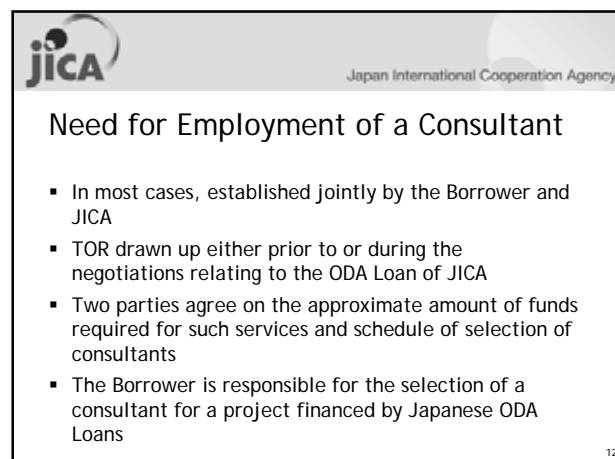 jICA
Japan International Cooperation Agency
Need for Employment of a Consultant
▪ In most cases, established jointly by the Borrower and
JICA
▪ TOR drawn up either prior to or during the
negotiations relating to the ODA Loan of JICA
▪ Two parties agree on the approximate amount of funds
required for such services and schedule of selection of
consultants
▪ The Borrower is responsible for the selection of a
consultant for a project financed by Japanese ODA
Loans
12